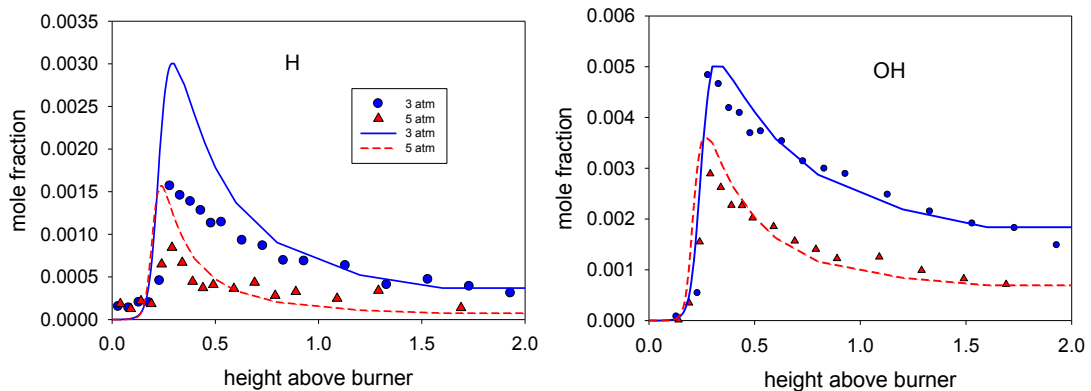 H
mole fraction
0.0035
0.0030
0.0025
0.0020
0.0015
0.0010
0.0005
0.0000
3 atm
5 atm
3 atm
5 atm
0.0 0.5 1.0 1.5 2.0
height above burner
OH
mole fraction
0.006
0.005
0.004
0.003
0.002
0.001
0.000
0.0 0.5 1.0 1.5 2.0
height above burner